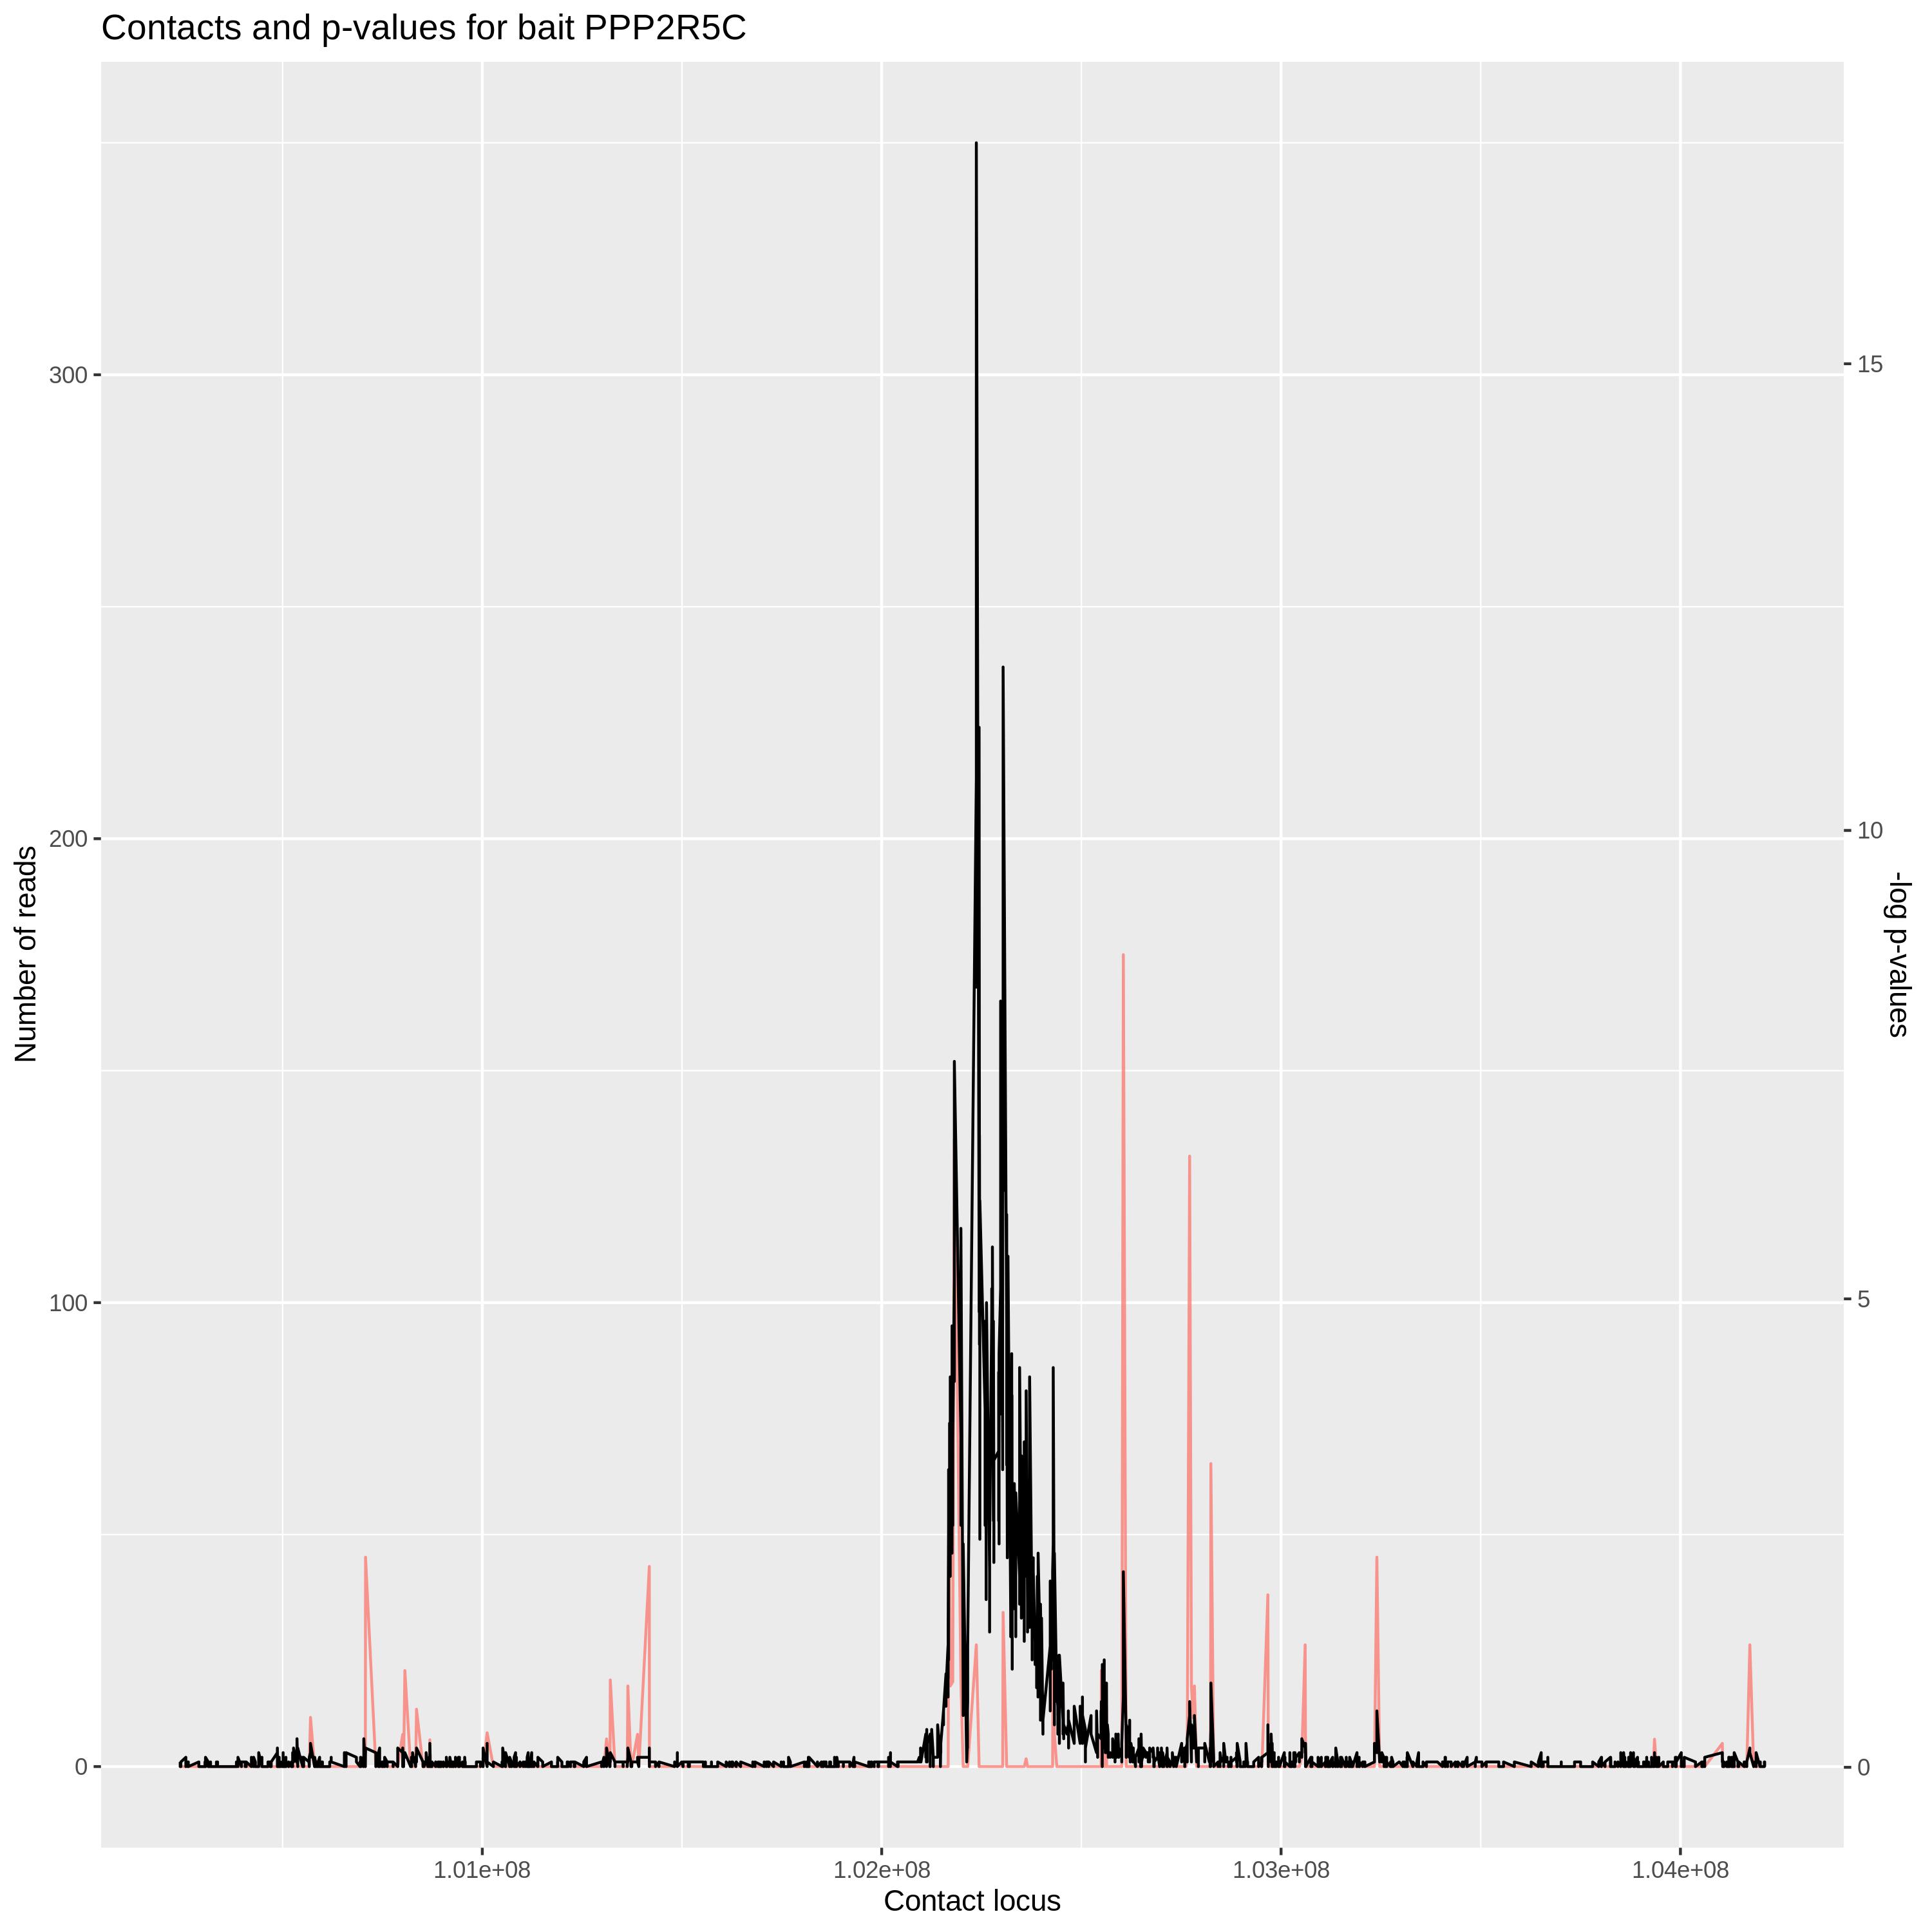 Contacts and p-values for bait PPP2R5C
300
200
100
0
Number of reads
15
10
5
0
-log p-values
1.01e+08
1.02e+08
1.03e+08
1.04e+08
Contact locus